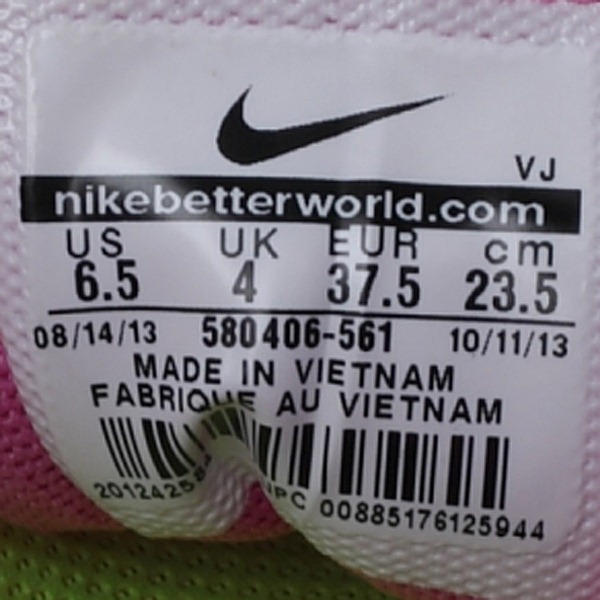 VJ
nikebetterworld.com
US UK EUR cm
6.5 4 37.5 23.5
08/14/13 580406-561 10/11/13
MADE IN VIETNAM
FABRIQUE AU VIETNAM
UPC 00885176125944